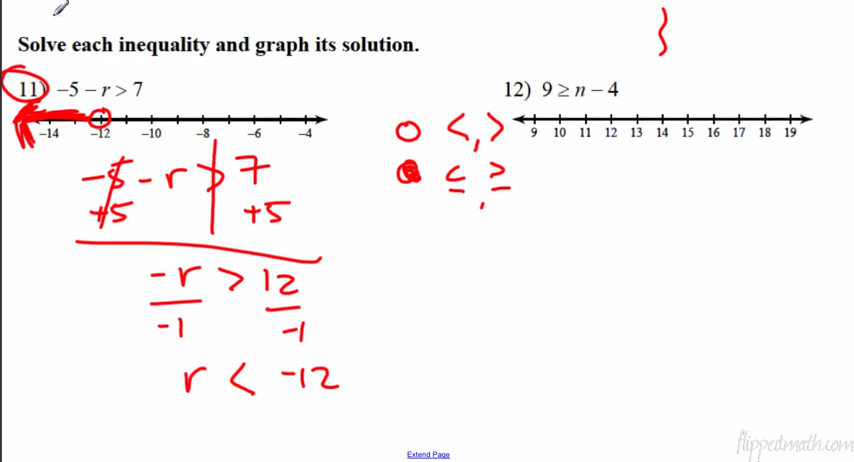 Solve each inequality and graph its solution.
11) −5 − r > 7
-14 -12 -10 -8 -6 -4
-5 - r > 7
+5 +5
-r > 12
-1 -1
r < -12
12) 9 ≥ n − 4
9 10 11 12 13 14 15 16 17 18 19
<, >
≤, ≥
Extend Page
flippedmath.com